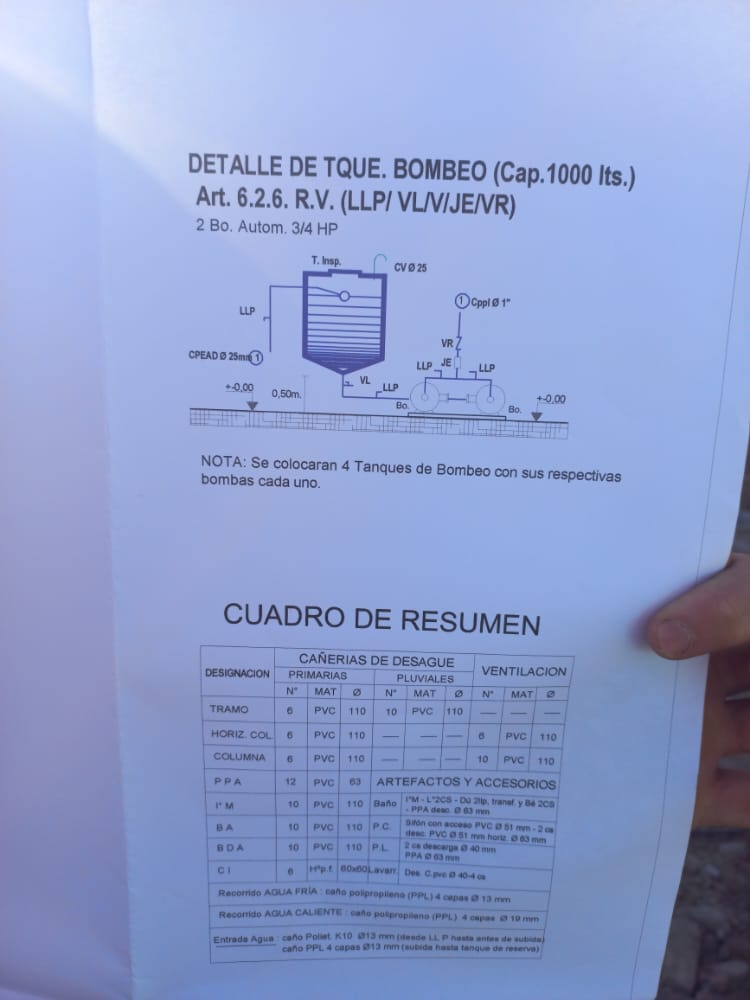 DETALLE DE TQUE. BOMBEO (Cap.1000 lts.)
Art. 6.2.6. R.V. (LLP/ VL/V/JE/VR)
2 Bo. Autom. 3/4 HP
T. Insp.
CV Ø 25
LLP
1 Cppl Ø 1"
VR
CPEAD Ø 25mm 1
LLP JE LLP
VL
LLP
+-0,00
0,50m.
Bo.
Bo.
+-0,00
NOTA: Se colocaran 4 Tanques de Bombeo con sus respectivas
bombas cada uno.
CUADRO DE RESUMEN
DESIGNACION CAÑERIAS DE DESAGUE VENTILACION
PRIMARIAS PLUVIALES
N° MAT Ø N° MAT Ø N° MAT Ø
TRAMO 6 PVC 110 10 PVC 110 — — —
HORIZ. COL. 6 PVC 110 — — — 6 PVC 110
COLUMNA 6 PVC 110 — — — 10 PVC 110
P P A 12 PVC 63 ARTEFACTOS Y ACCESORIOS
I° M 10 PVC 110 Baño I°M - L°2CS - Dú 2llp, transf. y Bé 2CS
- PPA desc. Ø 63 mm
B A 10 PVC 110 P.C. Sifón con acceso PVC Ø 51 mm - 2 cs
desc. PVC Ø 51 mm horiz. Ø 63 mm
B D A 10 PVC 110 P.L. 2 cs descarga Ø 40 mm
PPA Ø 63 mm
C I 6 H°p.f. 60x60 Lavarr. Des. C.pvc Ø 40-4 cs
Recorrido AGUA FRÍA : caño polipropileno (PPL) 4 capas Ø 13 mm
Recorrido AGUA CALIENTE : caño polipropileno (PPL) 4 capas Ø 19 mm
Entrada Agua : caño Poliet. K10 Ø13 mm (desde LL P hasta antes de subida)
caño PPL 4 capas Ø13 mm (subida hasta tanque de reserva)